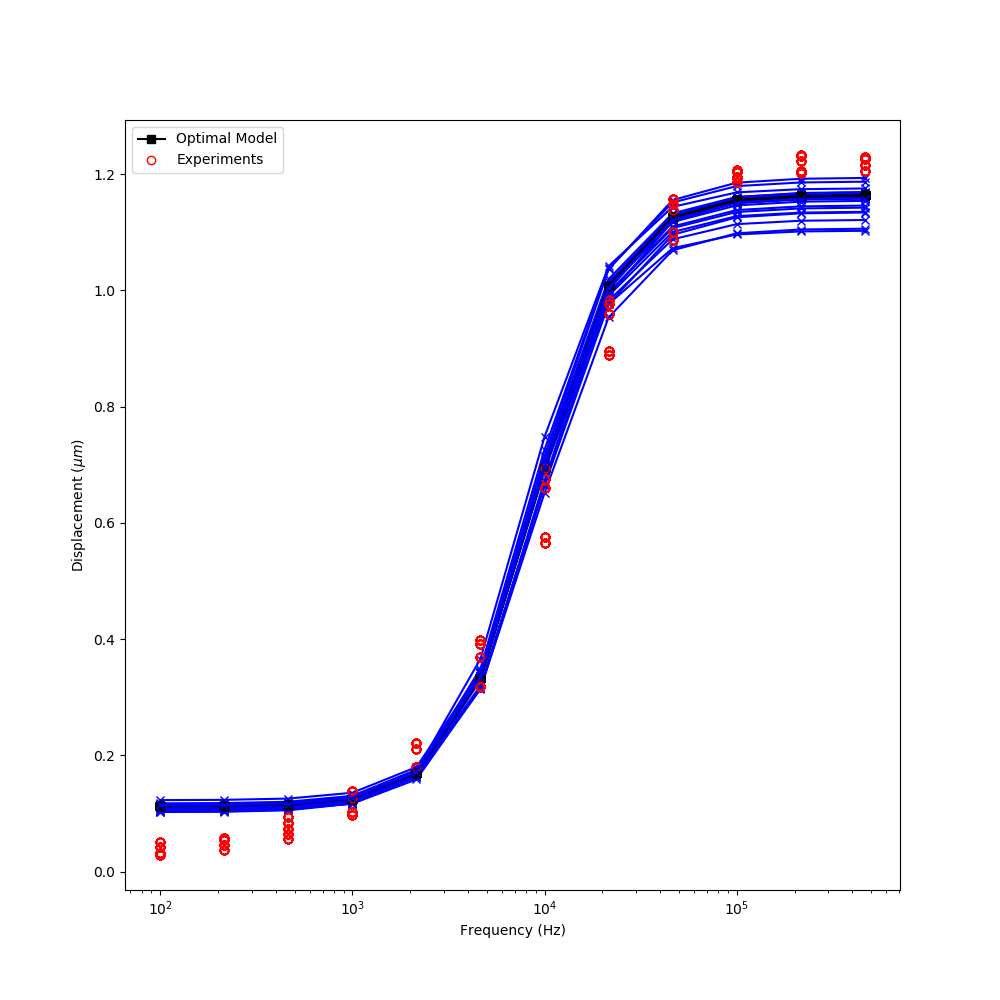 Optimal Model
Experiments
1.2
1.0
0.8
0.6
0.4
0.2
0.0
Displacement (μm)
10² 10³ 10⁴ 10⁵
Frequency (Hz)